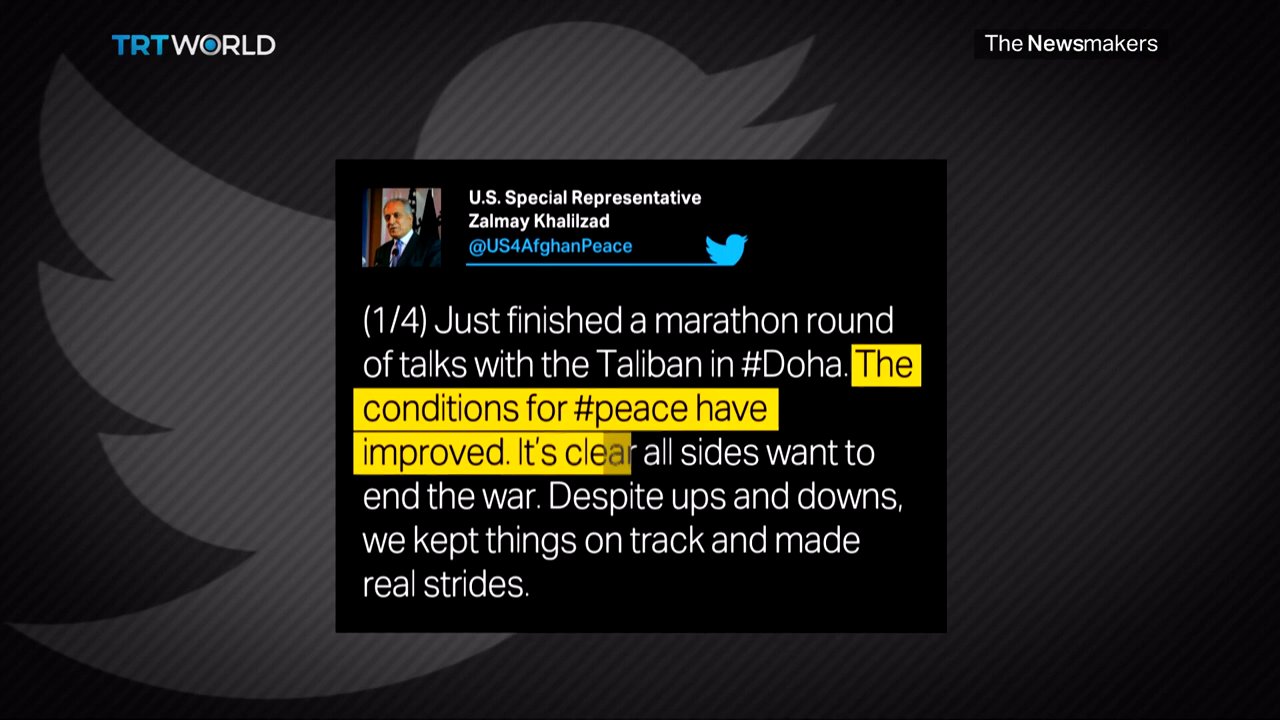 TRT WORLD
The Newsmakers
U.S. Special Representative
Zalmay Khalilzad
@US4AfghanPeace
(1/4) Just finished a marathon round
of talks with the Taliban in #Doha. The
conditions for #peace have
improved. It's clear all sides want to
end the war. Despite ups and downs,
we kept things on track and made
real strides.